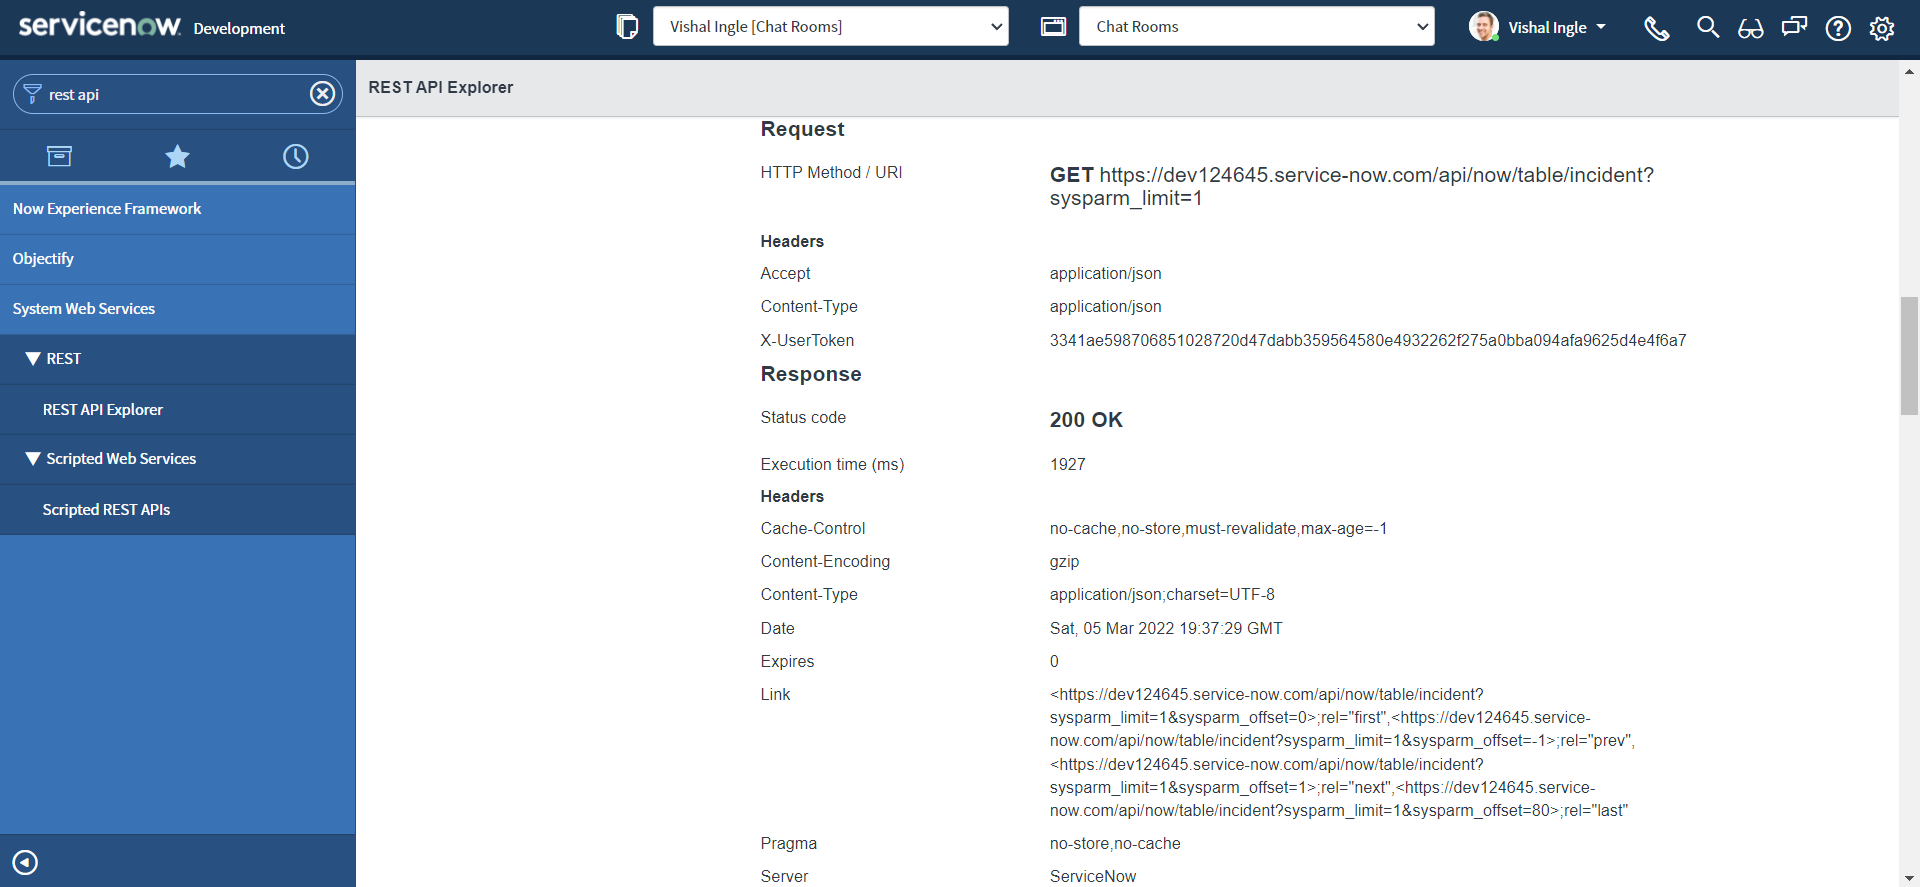 servicenow. Development
Vishal Ingle [Chat Rooms]
Chat Rooms
Vishal Ingle
rest api
Now Experience Framework
Objectify
System Web Services
REST
REST API Explorer
Scripted Web Services
Scripted REST APIs
REST API Explorer
Request
HTTP Method / URI
GET https://dev124645.service-now.com/api/now/table/incident?
sysparm_limit=1
Headers
Accept application/json
Content-Type application/json
X-UserToken 3341ae598706851028720d47dabb359564580e4932262f275a0bba094afa9625d4e4f6a7
Response
Status code 200 OK
Execution time (ms) 1927
Headers
Cache-Control no-cache,no-store,must-revalidate,max-age=-1
Content-Encoding gzip
Content-Type application/json;charset=UTF-8
Date Sat, 05 Mar 2022 19:37:29 GMT
Expires 0
Link <https://dev124645.service-now.com/api/now/table/incident?
sysparm_limit=1&sysparm_offset=0>;rel="first",<https://dev124645.service-
now.com/api/now/table/incident?sysparm_limit=1&sysparm_offset=-1>;rel="prev",
<https://dev124645.service-now.com/api/now/table/incident?
sysparm_limit=1&sysparm_offset=1>;rel="next",<https://dev124645.service-
now.com/api/now/table/incident?sysparm_limit=1&sysparm_offset=80>;rel="last"
Pragma no-store,no-cache
Server ServiceNow